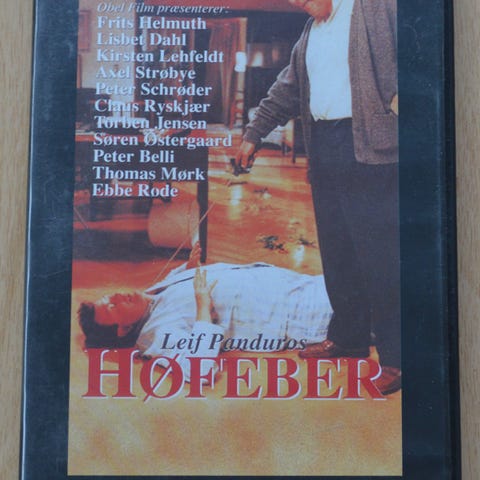 Obel Film præsenterer:
Frits Helmuth
Lisbet Dahl
Kirsten Lehfeldt
Axel Strøbye
Peter Schrøder
Claus Ryskjær
Torben Jensen
Søren Østergaard
Peter Belli
Thomas Mørk
Ebbe Rode
Leif Panduros
HØFEBER